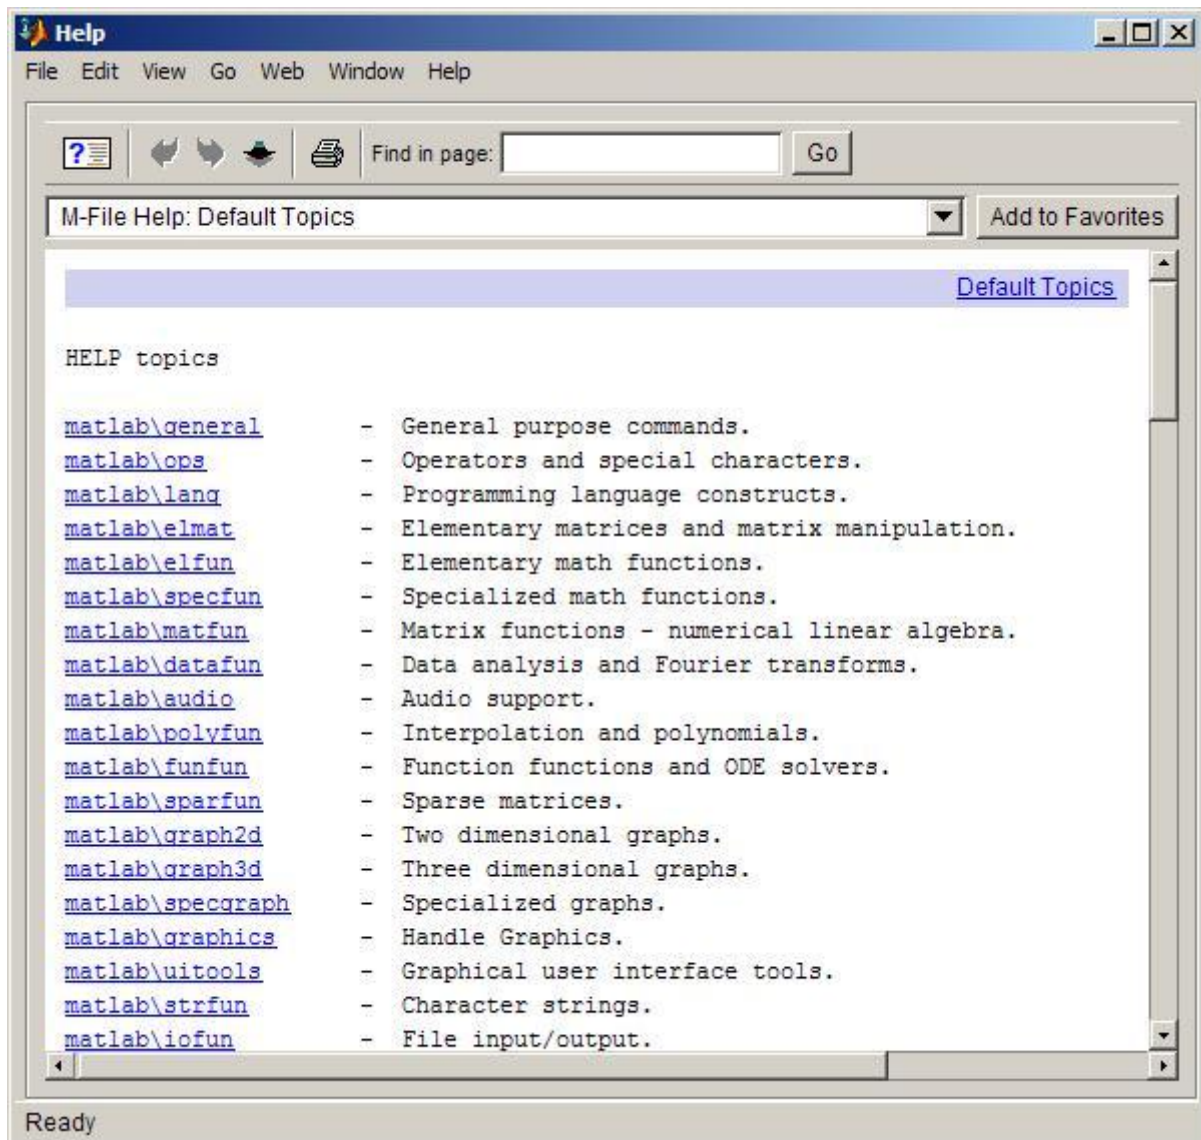 Help
File Edit View Go Web Window Help
Find in page: Go
M-File Help: Default Topics Add to Favorites
Default Topics
HELP topics
matlab\general - General purpose commands.
matlab\ops - Operators and special characters.
matlab\lang - Programming language constructs.
matlab\elmat - Elementary matrices and matrix manipulation.
matlab\elfun - Elementary math functions.
matlab\specfun - Specialized math functions.
matlab\matfun - Matrix functions - numerical linear algebra.
matlab\datafun - Data analysis and Fourier transforms.
matlab\audio - Audio support.
matlab\polyfun - Interpolation and polynomials.
matlab\funfun - Function functions and ODE solvers.
matlab\sparfun - Sparse matrices.
matlab\graph2d - Two dimensional graphs.
matlab\graph3d - Three dimensional graphs.
matlab\specgraph - Specialized graphs.
matlab\graphics - Handle Graphics.
matlab\uitools - Graphical user interface tools.
matlab\strfun - Character strings.
matlab\iofun - File input/output.
Ready